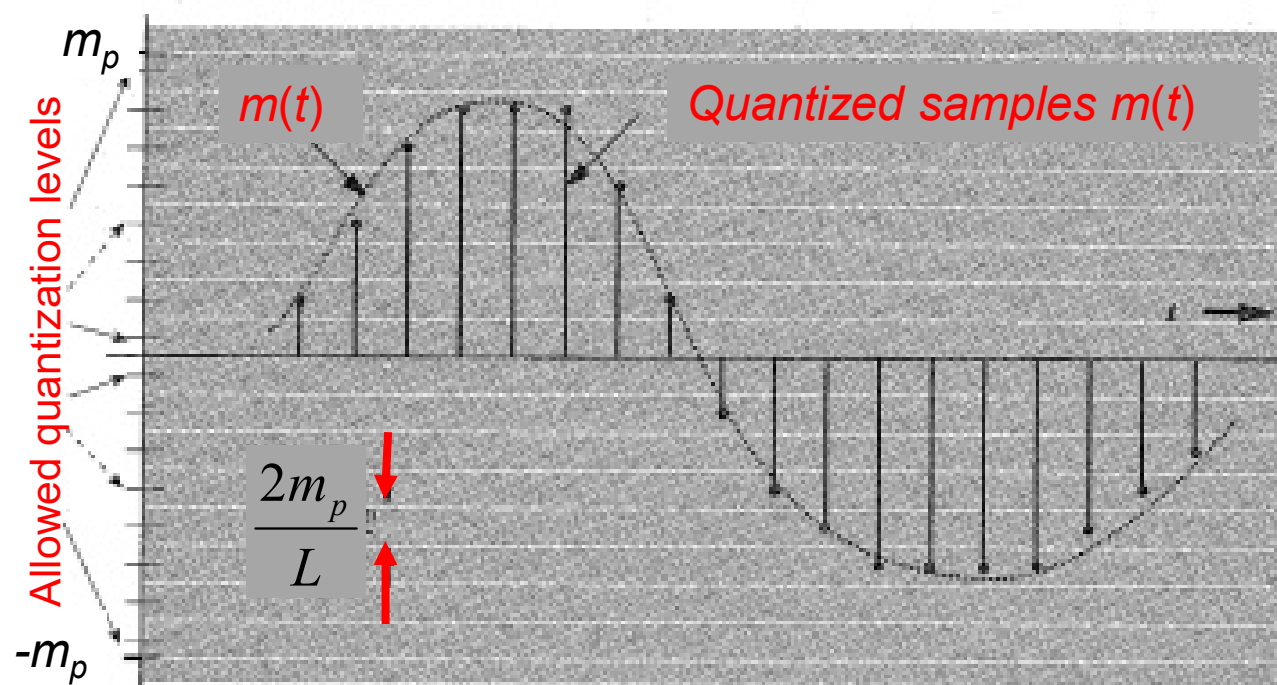 m_p
m(t)
Quantized samples m(t)
Allowed quantization levels
t
2m_p
L
-m_p